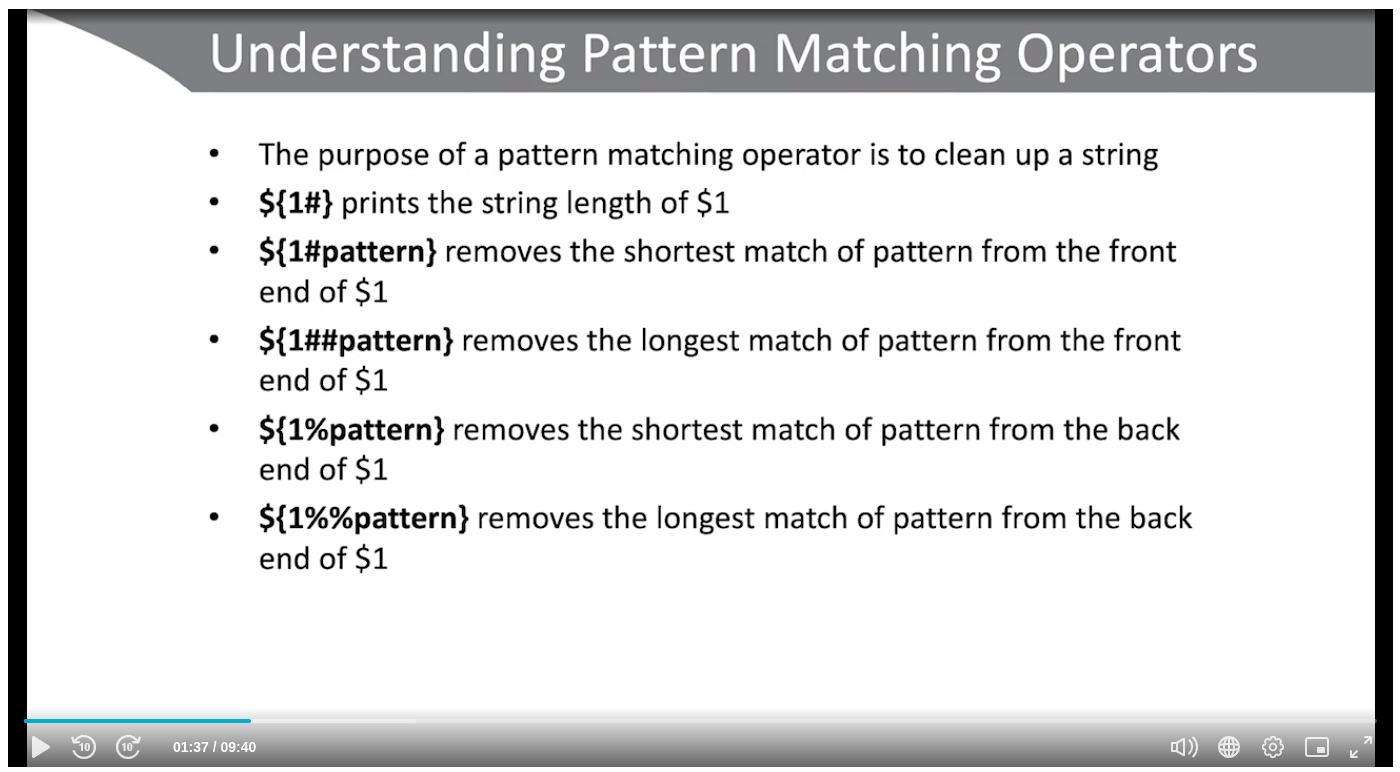 Understanding Pattern Matching Operators
• The purpose of a pattern matching operator is to clean up a string
• ${1#} prints the string length of $1
• ${1#pattern} removes the shortest match of pattern from the front
end of $1
• ${1##pattern} removes the longest match of pattern from the front
end of $1
• ${1%pattern} removes the shortest match of pattern from the back
end of $1
• ${1%%pattern} removes the longest match of pattern from the back
end of $1
10 10 01:37 / 09:40